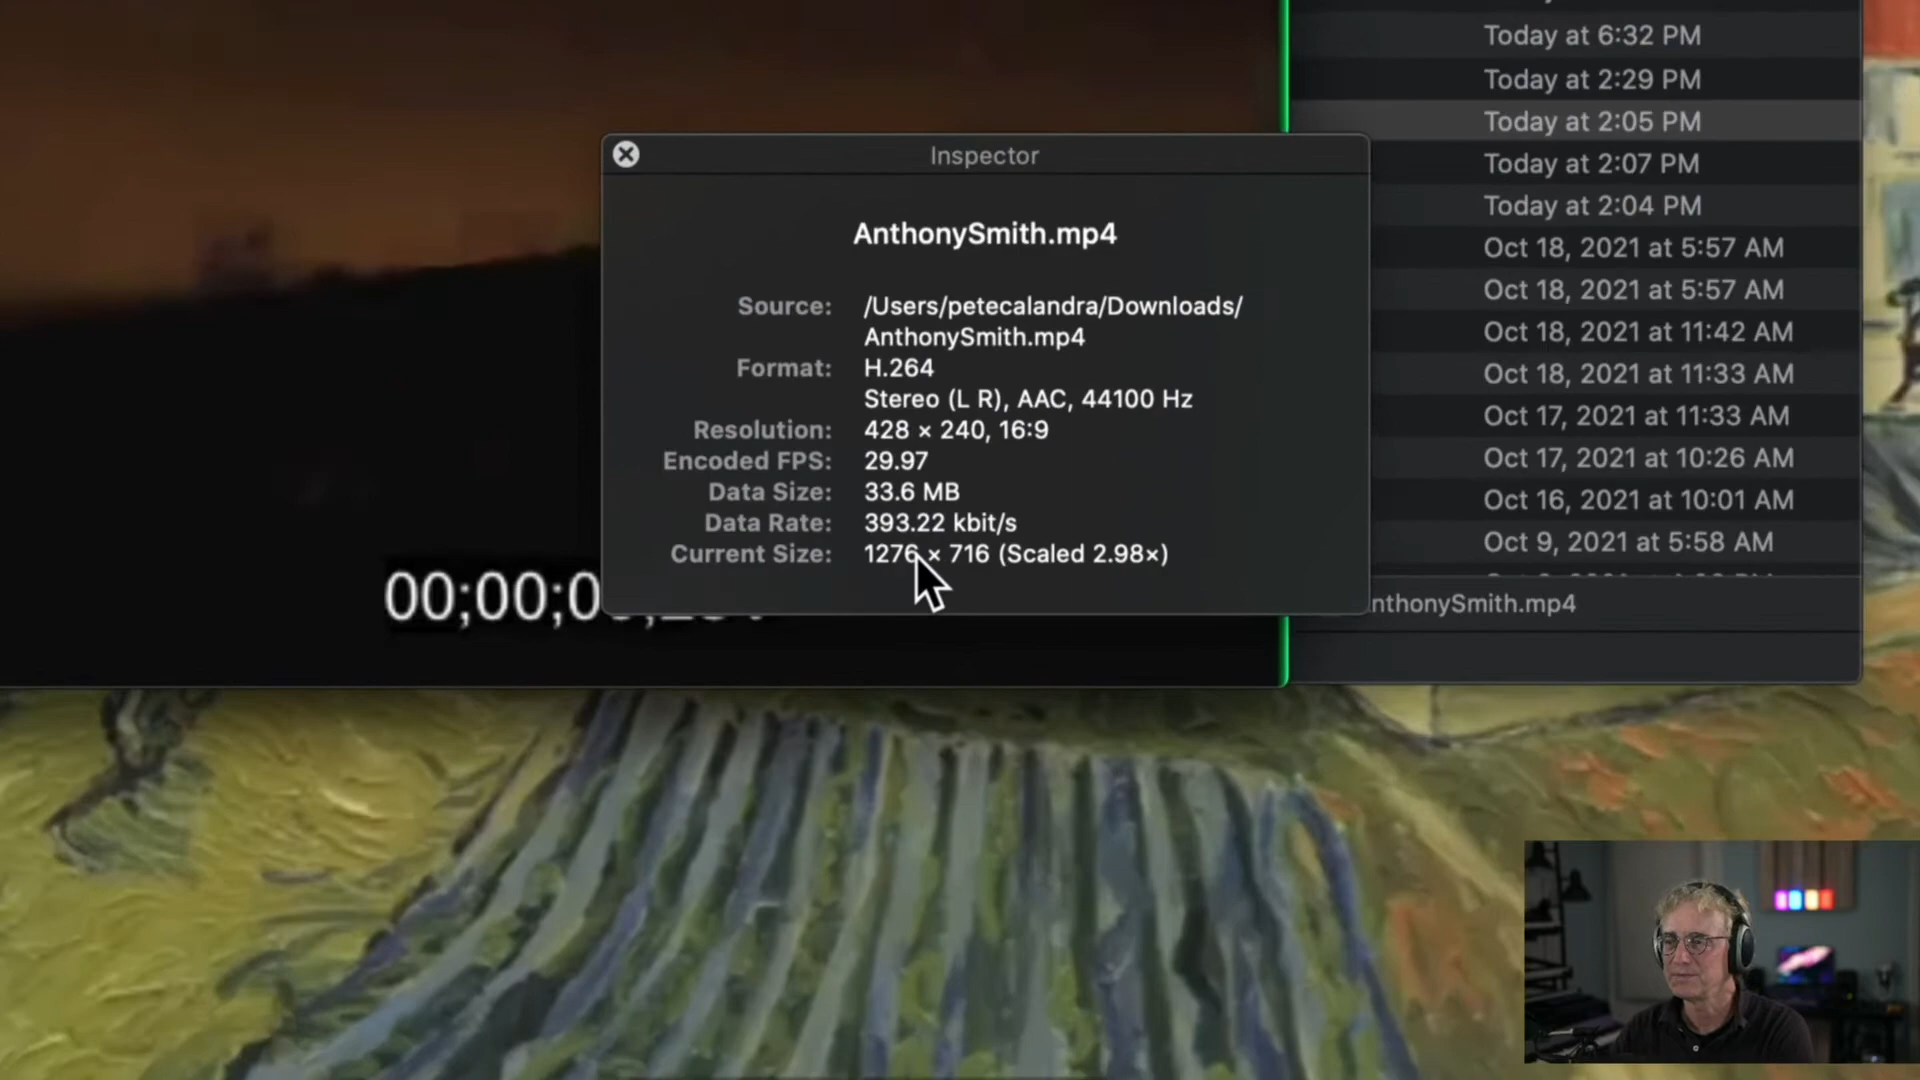 Today at 6:32 PM
Today at 2:29 PM
Today at 2:05 PM
Today at 2:07 PM
Today at 2:04 PM
Oct 18, 2021 at 5:57 AM
Oct 18, 2021 at 5:57 AM
Oct 18, 2021 at 11:42 AM
Oct 18, 2021 at 11:33 AM
Oct 17, 2021 at 11:33 AM
Oct 17, 2021 at 10:26 AM
Oct 16, 2021 at 10:01 AM
Oct 9, 2021 at 5:58 AM
nthonySmith.mp4
Inspector
AnthonySmith.mp4
Source: /Users/petecalandra/Downloads/
AnthonySmith.mp4
Format: H.264
Stereo (L R), AAC, 44100 Hz
Resolution: 428 × 240, 16:9
Encoded FPS: 29.97
Data Size: 33.6 MB
Data Rate: 393.22 kbit/s
Current Size: 1276 × 716 (Scaled 2.98×)
00;00;0